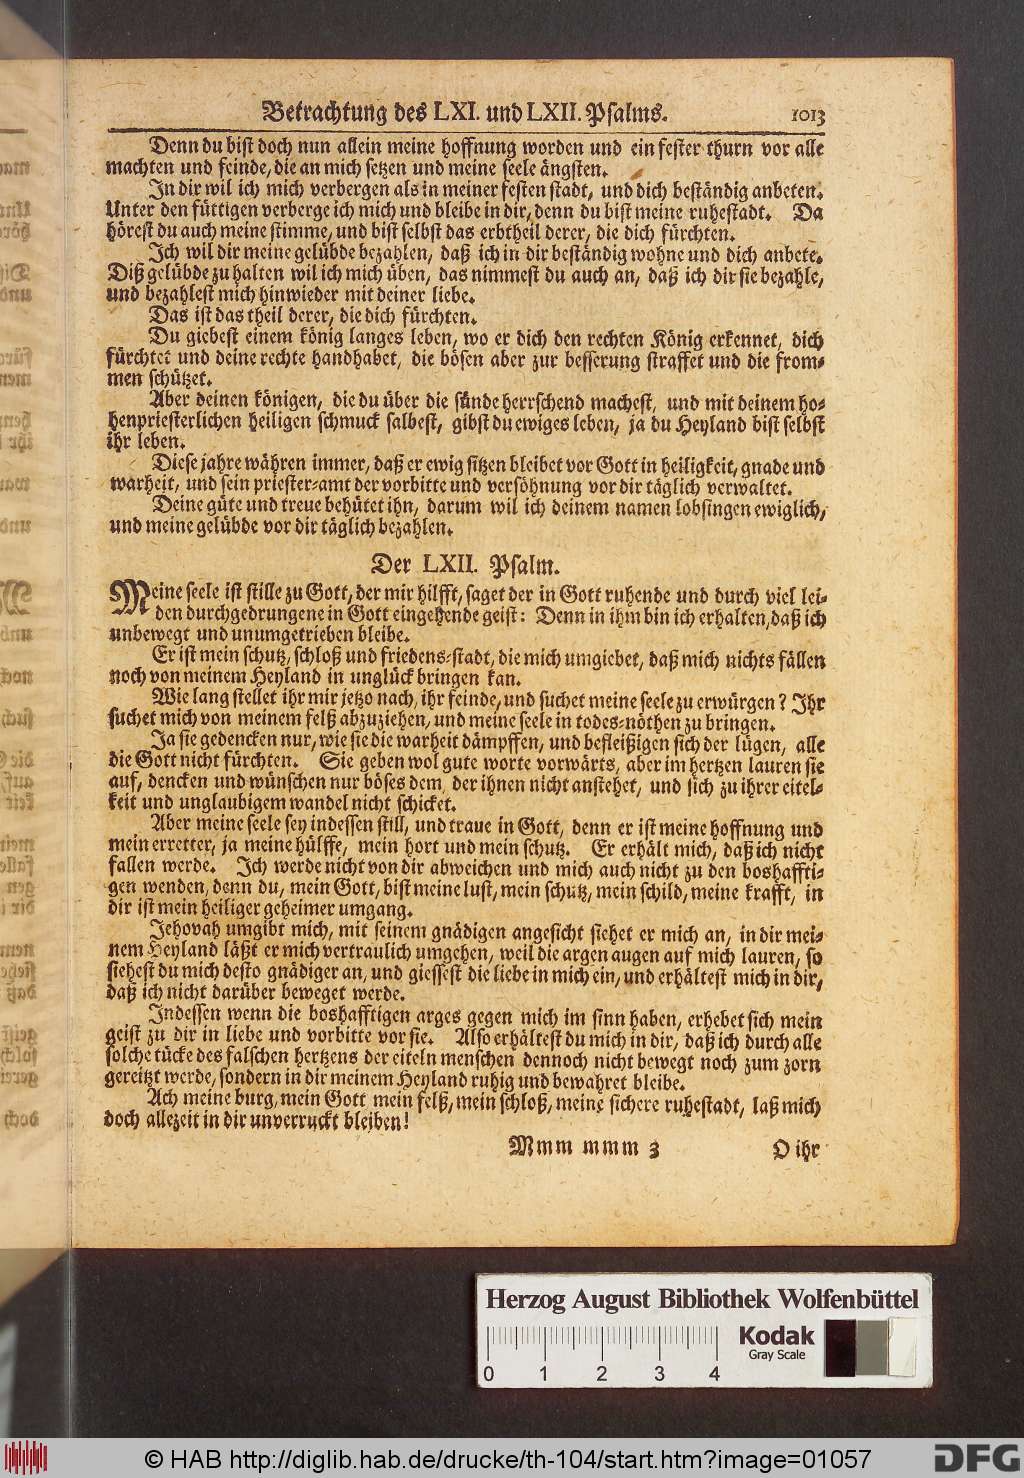 Betrachtung des LXI. und LXII. Psalms. 1013
Denn du bist doch nun allein meine hoffnung worden und ein fester thurn vor alle
machten und feinde, die an mich setzen und meine seele ängsten.
In dir wil ich mich verbergen als in meiner festen stadt, und dich beständig anbeten.
Unter den füttigen verberge ich mich und bleibe in dir, denn du bist meine ruhestadt. Da
hörest du auch meine stimme, und bist selbst das erbtheil derer, die dich fürchten.
Ich wil dir meine gelübde bezahlen, daß ich in dir beständig wohne und dich anbete.
Diß gelübde zu halten wil ich mich üben, das nimmest du auch an, daß ich dir sie bezahle,
und bezahlest mich hinwieder mit deiner liebe.
Das ist das theil derer, die dich fürchten.
Du giebest einem könig langes leben, wo er dich den rechten König erkennet, dich
fürchtet und deine rechte handhabet, die bösen aber zur besserung straffet und die from-
men schützet.
Aber deinen königen, die du über die sünde herrschend machest, und mit deinem ho-
henpriesterlichen heiligen schmuck salbest, gibst du ewiges leben, ja du Heyland bist selbst
ihr leben.
Diese jahre währen immer, daß er ewig sitzen bleibet vor Gott in heiligkeit, gnade und
warheit, und sein priester-amt der vorbitte und versöhnung vor dir täglich verwaltet.
Deine güte und treue behütet ihn, darum wil ich deinem namen lobsingen ewiglich,
und meine gelübde vor dir täglich bezahlen.
Der LXII. Psalm.
Meine seele ist stille zu Gott, der mir hilfft, saget der in Gott ruhende und durch viel lei-
den durchgedrungene in Gott eingehende geist: Denn in ihm bin ich erhalten, daß ich
unbewegt und unumgetrieben bleibe.
Er ist mein schutz, schloß und friedens-stadt, die mich umgiebet, daß mich nichts fällen
noch von meinem Heyland in unglück bringen kan.
Wie lang stellet ihr mir jetzo nach, ihr feinde, und suchet meine seele zu erwürgen? Ihr
suchet mich von meinem felß abzuziehen, und meine seele in todes-nöthen zu bringen.
Ja sie gedencken nur, wie sie die warheit dämpffen, und befleißigen sich der lügen, alle
die Gott nicht fürchten. Sie geben wol gute worte vorwärts, aber im hertzen lauren sie
auf, dencken und wünschen nur böses dem, der ihnen nicht anstehet, und sich zu ihrer eitel-
keit und unglaubigem wandel nicht schicket.
Aber meine seele sey indessen still, und traue in Gott, denn er ist meine hoffnung und
mein erretter, ja meine hülffe, mein hort und mein schutz. Er erhält mich, daß ich nicht
fallen werde. Ich werde nicht von dir abweichen und mich auch nicht zu den boshaffti-
gen wenden, denn du, mein Gott, bist meine lust, mein schutz, mein schild, meine krafft, in
dir ist mein heiliger geheimer umgang.
Jehovah umgibt mich, mit seinem gnädigen angesicht siehet er mich an, in dir mei-
nem Heyland läßt er mich vertraulich umgehen, weil die argen augen auf mich lauren, so
siehest du mich desto gnädiger an, und giessest die liebe in mich ein, und erhältest mich in dir,
daß ich nicht darüber beweget werde.
Indessen wenn die boshafftigen arges gegen mich im sinn haben, erhebet sich mein
geist zu dir in liebe und vorbitte vor sie. Also erhältest du mich in dir, daß ich durch alle
solche tücke des falschen hertzens der eiteln menschen dennoch nicht bewegt noch zum zorn
gereitzt werde, sondern in dir meinem Heyland ruhig und bewahret bleibe.
Ach meine burg, mein Gott mein felß, mein schloß, meine sichere ruhestadt, laß mich
doch allezeit in dir unverruckt bleiben!
Mmm mmm 3 O ihr
Herzog August Bibliothek Wolfenbüttel
Kodak
Gray Scale
0 1 2 3 4
© HAB http://diglib.hab.de/drucke/th-104/start.htm?image=01057
DFG